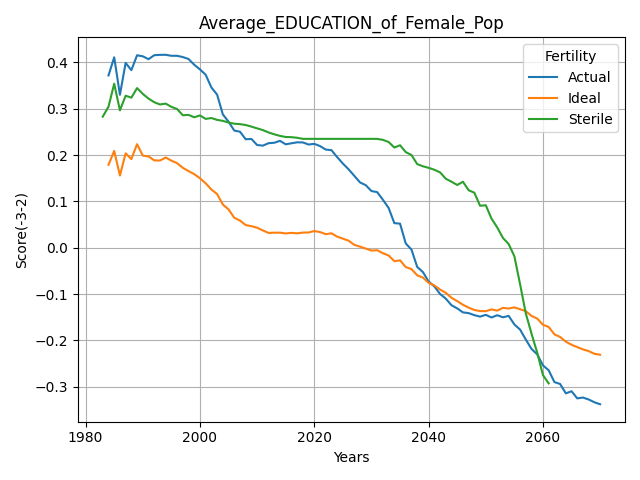 Average_EDUCATION_of_Female_Pop
Fertility
Actual
Ideal
Sterile
Score(-3-2)
0.4
0.3
0.2
0.1
0.0
−0.1
−0.2
−0.3
1980 2000 2020 2040 2060
Years